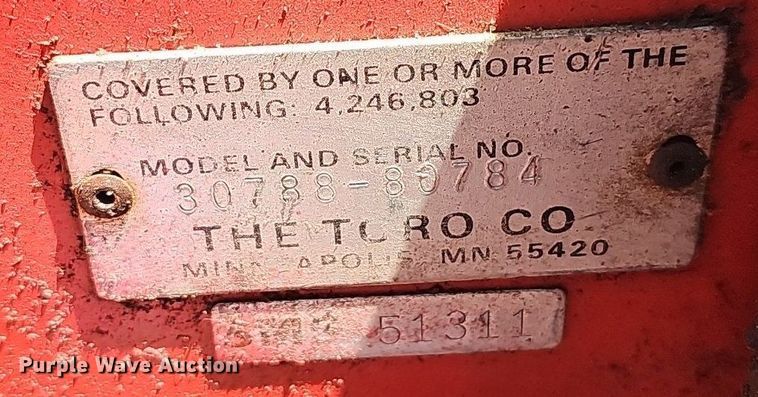 COVERED BY ONE OR MORE OF THE
FOLLOWING: 4,246,803
MODEL AND SERIAL NO.
30788-80784
THE TORO CO
MINNEAPOLIS, MN 55420
51311
Purple Wave Auction